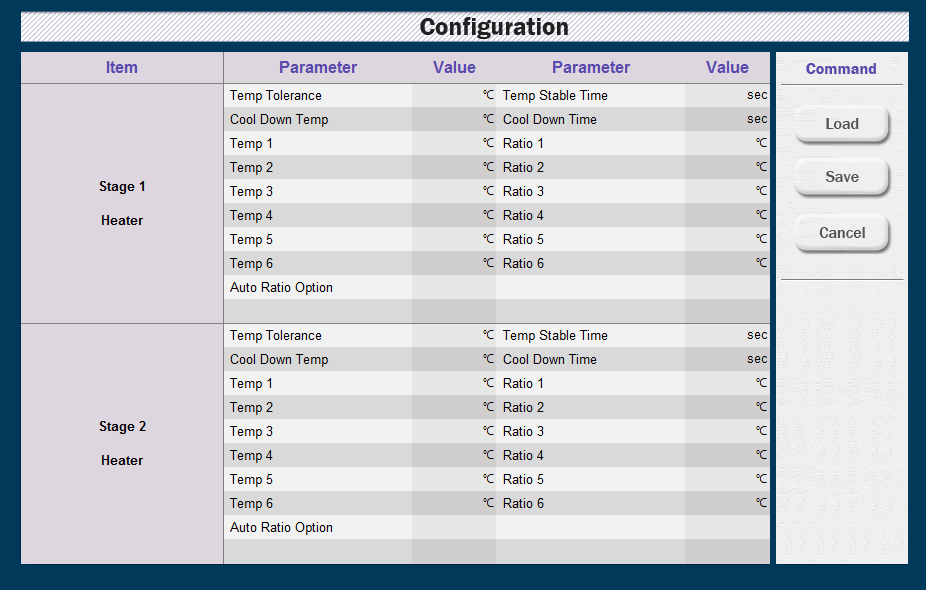 Configuration
Item Parameter Value Parameter Value Command
Temp Tolerance ℃ Temp Stable Time sec
Cool Down Temp ℃ Cool Down Time sec
Load
Temp 1 ℃ Ratio 1 ℃
Temp 2 ℃ Ratio 2 ℃
Save
Stage 1
Temp 3 ℃ Ratio 3 ℃
Temp 4 ℃ Ratio 4 ℃
Heater
Cancel
Temp 5 ℃ Ratio 5 ℃
Temp 6 ℃ Ratio 6 ℃
Auto Ratio Option
Temp Tolerance ℃ Temp Stable Time sec
Cool Down Temp ℃ Cool Down Time sec
Temp 1 ℃ Ratio 1 ℃
Temp 2 ℃ Ratio 2 ℃
Stage 2
Temp 3 ℃ Ratio 3 ℃
Temp 4 ℃ Ratio 4 ℃
Heater
Temp 5 ℃ Ratio 5 ℃
Temp 6 ℃ Ratio 6 ℃
Auto Ratio Option